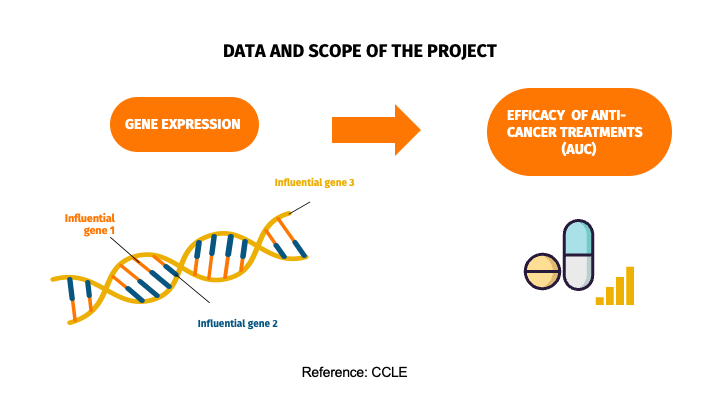 DATA AND SCOPE OF THE PROJECT
GENE EXPRESSION
EFFICACY OF ANTI-
CANCER TREATMENTS
(AUC)
Influential gene 3
Influential
gene 1
Influential gene 2
Reference: CCLE